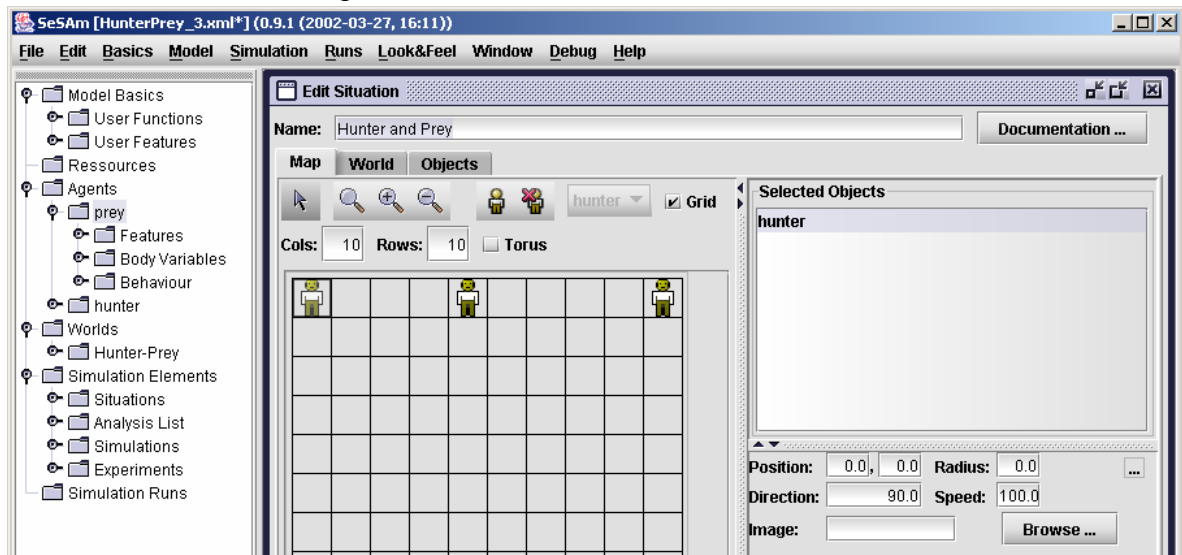 SeSAm [HunterPrey_3.xml*] (0.9.1 (2002-03-27, 16:11))
File Edit Basics Model Simulation Runs Look&Feel Window Debug Help
Model Basics
User Functions
User Features
Ressources
Agents
prey
Features
Body Variables
Behaviour
hunter
Worlds
Hunter-Prey
Simulation Elements
Situations
Analysis List
Simulations
Experiments
Simulation Runs
Edit Situation
Name: Hunter and Prey Documentation ...
Map World Objects
hunter Grid
Cols: 10 Rows: 10 Torus
Selected Objects
hunter
Position: 0.0, 0.0 Radius: 0.0 ...
Direction: 90.0 Speed: 100.0
Image: Browse ...